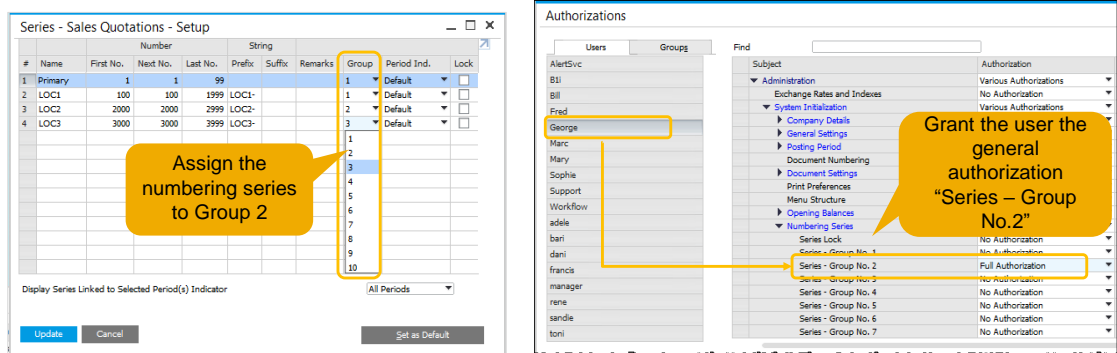 Series - Sales Quotations - Setup
Number String
# Name First No. Next No. Last No. Prefix Suffix Remarks Group Period Ind. Lock
1 Primary 1 1 99 1 Default
2 LOC1 100 100 1999 LOC1- 1 Default
3 LOC2 2000 2000 2999 LOC2- 2 Default
4 LOC3 3000 3000 3999 LOC3- 3 Default
1
2
3
4
5
6
7
8
9
10
Assign the
numbering series
to Group 2
Display Series Linked to Selected Period(s) Indicator All Periods
Update Cancel Set as Default
Authorizations
Users Groups Find
AlertSvc
B1i
Bill
Fred
George
Marc
Mary
Sophie
Support
Workflow
adele
bari
dani
francis
manager
rene
sandie
toni
Subject Authorization
Administration Various Authorizations
Exchange Rates and Indexes No Authorization
System Initialization Various Authorizations
Company Details
General Settings
Posting Period
Document Numbering
Document Settings
Print Preferences
Menu Structure
Opening Balances
Numbering Series
Series Lock No Authorization
Series - Group No. 1 No Authorization
Series - Group No. 2 Full Authorization
Series - Group No. 3 No Authorization
Series - Group No. 4 No Authorization
Series - Group No. 5 No Authorization
Series - Group No. 6 No Authorization
Series - Group No. 7 No Authorization
Grant the user the
general
authorization
“Series – Group
No.2”